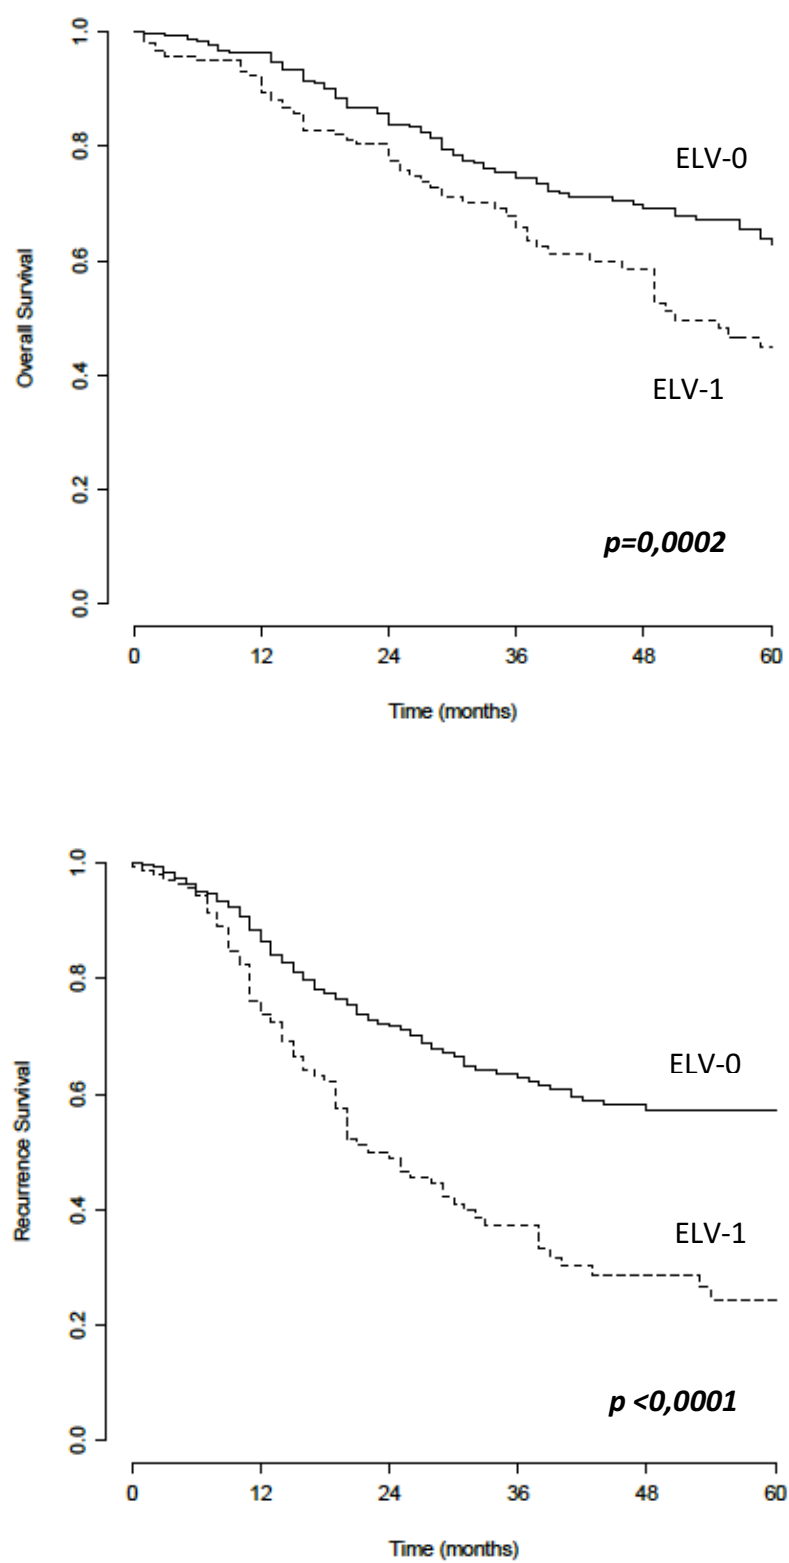 Overall Survival
1.0
0.8
0.6
0.4
0.2
0.0
ELV-0
ELV-1
p=0,0002
0 12 24 36 48 60
Time (months)
Recurrence Survival
1.0
0.8
0.6
0.4
0.2
0.0
ELV-0
ELV-1
p <0,0001
0 12 24 36 48 60
Time (months)